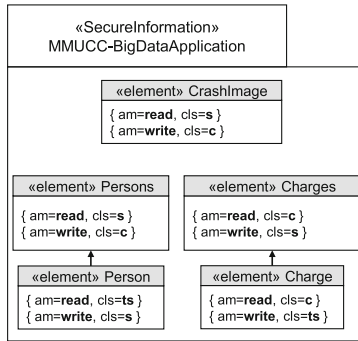 «SecureInformation»
MMUCC-BigDataApplication
«element» CrashImage
{ am=read, cls=s }
{ am=write, cls=c }
«element» Persons
{ am=read, cls=s }
{ am=write, cls=c }
«element» Charges
{ am=read, cls=c }
{ am=write, cls=s }
«element» Person
{ am=read, cls=ts }
{ am=write, cls=s }
«element» Charge
{ am=read, cls=c }
{ am=write, cls=ts }